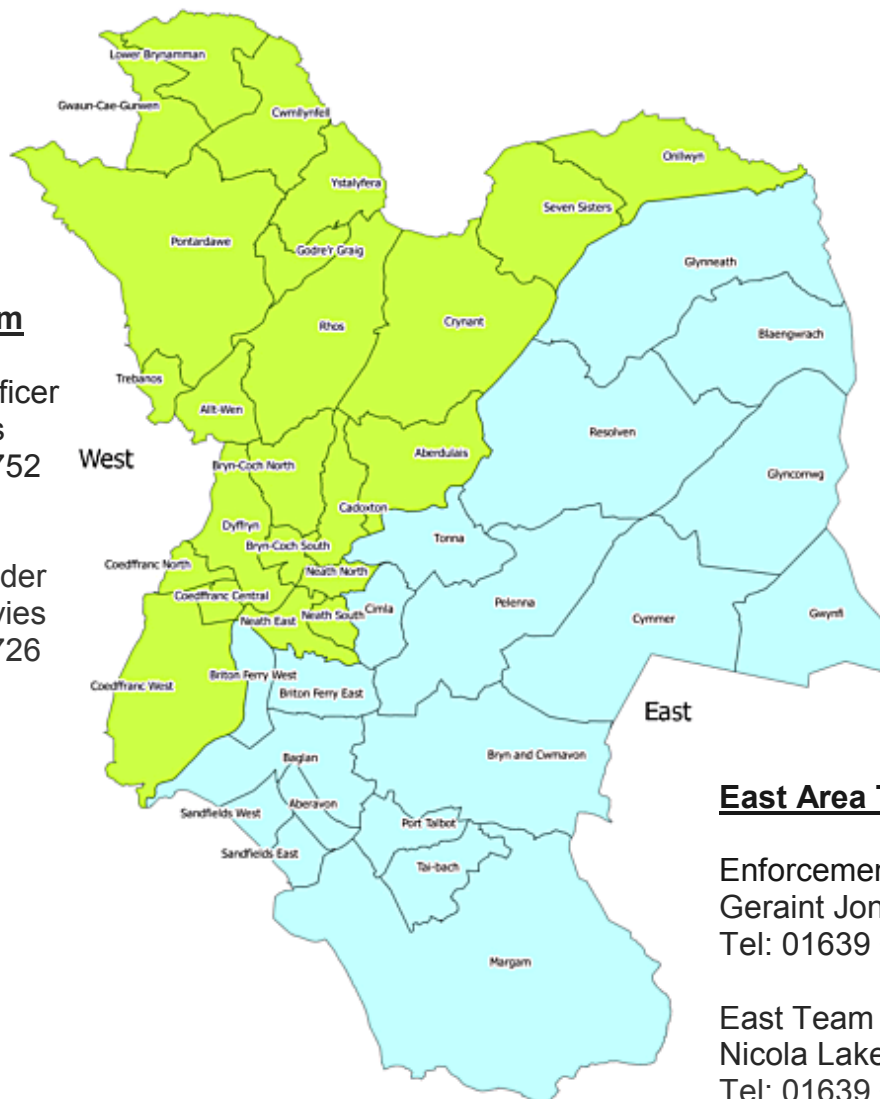 Lower Brynamman
Gwaun-Cae-Gurwen
Cwmllynfell
Ystalyfera
Onllwyn
Seven Sisters
Pontardawe
Godre'r Graig
Glynneath
Rhos
Crynant
Blaengwrach
Trebanos
Allt-Wen
Resolven
Aberdulais
West
Bryn-Coch North
Glyncorrwg
Cadoxton
Dyffryn
Bryn-Coch South
Tonna
Coedffranc North
Neath North
Coedffranc Central
Cimla
Pelenna
Neath East
Neath South
Cymmer
Gwynfi
Briton Ferry West
Coedffranc West
Briton Ferry East
East
Baglan
Bryn and Cwmavon
Sandfields West
Aberavon
Port Talbot
Sandfields East
Tai-bach
Margam
m
ficer
s
752
der
vies
726
East Area T
Enforcemen
Geraint Jon
Tel: 01639
East Team
Nicola Lake
Tel: 01639